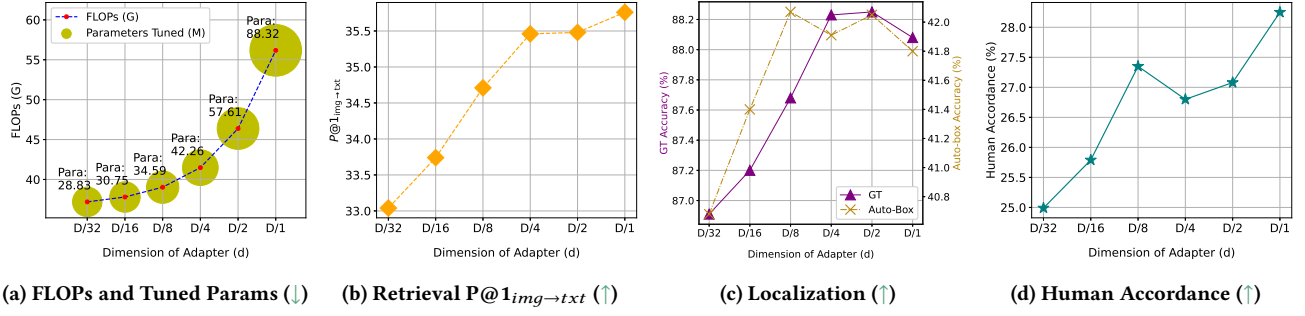 60
55
50
45
40
FLOPs (G)
FLOPs (G)
Parameters Tuned (M)
Para:
88.32
Para:
57.61
Para:
42.26
Para:
34.59
Para:
30.75
Para:
28.83
D/32 D/16 D/8 D/4 D/2 D/1
Dimension of Adapter (d)
(a) FLOPs and Tuned Params (↓)
35.5
35.0
34.5
34.0
33.5
33.0
P@1img→txt
D/32 D/16 D/8 D/4 D/2 D/1
Dimension of Adapter (d)
(b) Retrieval P@1img→txt (↑)
88.2
88.0
87.8
87.6
87.4
87.2
87.0
GT Accuracy (%)
42.0
41.8
41.6
41.4
41.2
41.0
40.8
Auto-box Accuracy (%)
GT
Auto-Box
D/32 D/16 D/8 D/4 D/2 D/1
Dimension of Adapter (d)
(c) Localization (↑)
28.0
27.5
27.0
26.5
26.0
25.5
25.0
Human Accordance (%)
D/32 D/16 D/8 D/4 D/2 D/1
Dimension of Adapter (d)
(d) Human Accordance (↑)